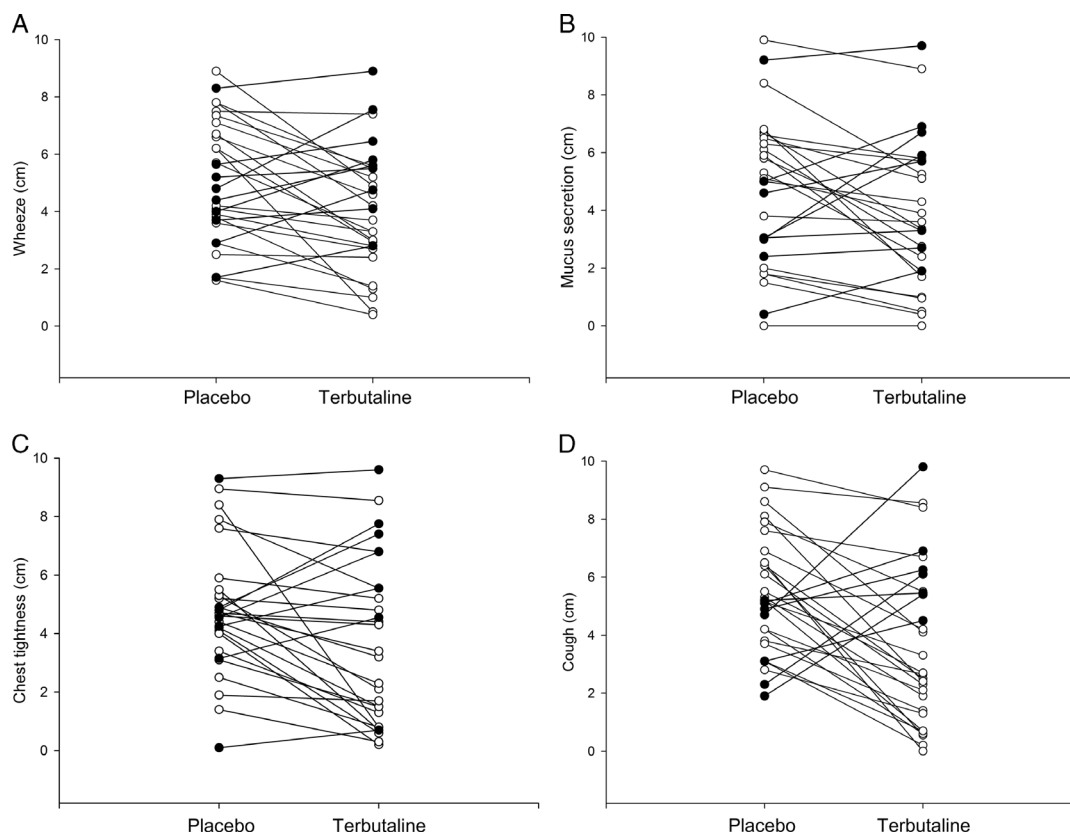 A
10
8
6
4
2
0
Wheeze (cm)
Placebo Terbutaline
B
10
8
6
4
2
0
Mucus secretion (cm)
Placebo Terbutaline
C
10
8
6
4
2
0
Chest tightness (cm)
Placebo Terbutaline
D
10
8
6
4
2
0
Cough (cm)
Placebo Terbutaline